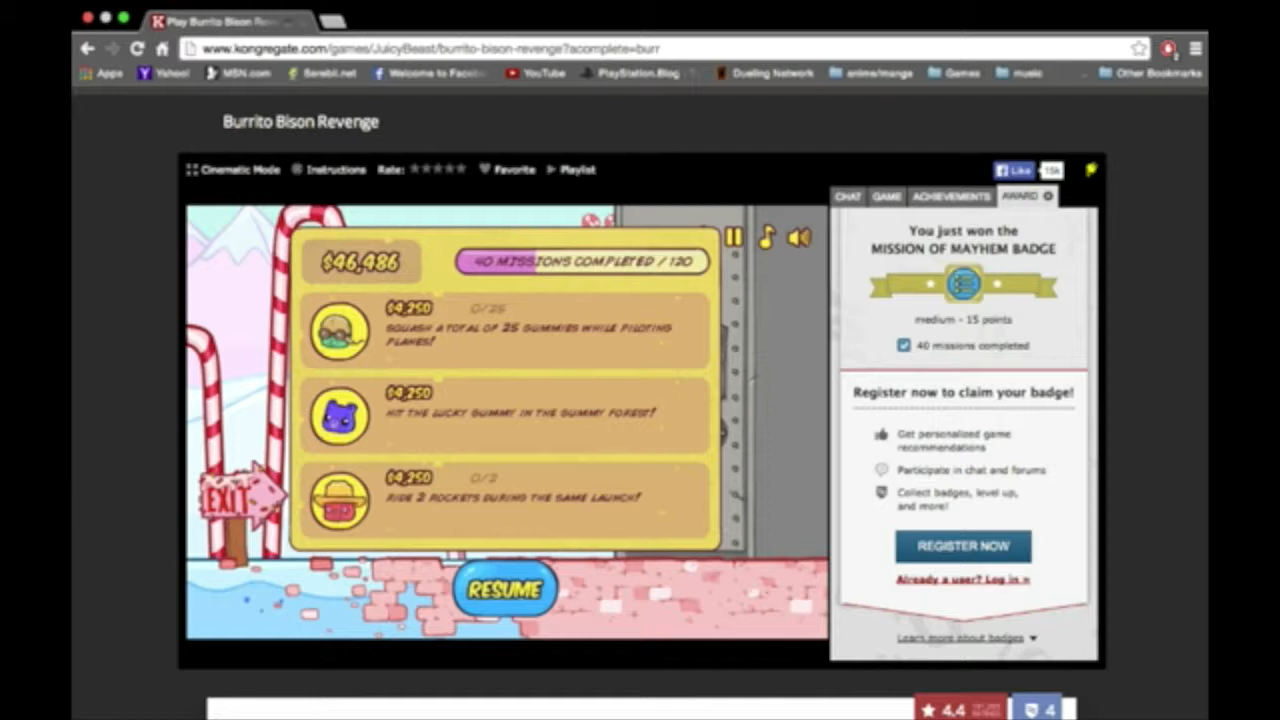 Play Burrito Bison Reve
www.kongregate.com/games/JuicyBeast/burrito-bison-revenge?acomplete=burr
Apps Yahoo! MSN.com Serebii.net Welcome to Faceb YouTube PlayStation.Blog Dueling Network anime/manga Games music Other Bookmarks
Burrito Bison Revenge
Cinematic Mode Instructions Rate: Favorite Playlist
Like 15k
CHAT GAME ACHIEVEMENTS AWARD
$46,486
40 MISSIONS COMPLETED / 120
$4,250 0/25
SQUASH A TOTAL OF 25 GUMMIES WHILE PILOTING
PLANES!
$4,250
HIT THE LUCKY GUMMY IN THE GUMMY FOREST!
$4,250 0/2
RIDE 2 ROCKETS DURING THE SAME LAUNCH!
EXIT
RESUME
You just won the
MISSION OF MAYHEM BADGE
medium - 15 points
40 missions completed
Register now to claim your badge!
Get personalized game
recommendations
Participate in chat and forums
Collect badges, level up,
and more!
REGISTER NOW
Already a user? Log in »
Learn more about badges
4.4
4